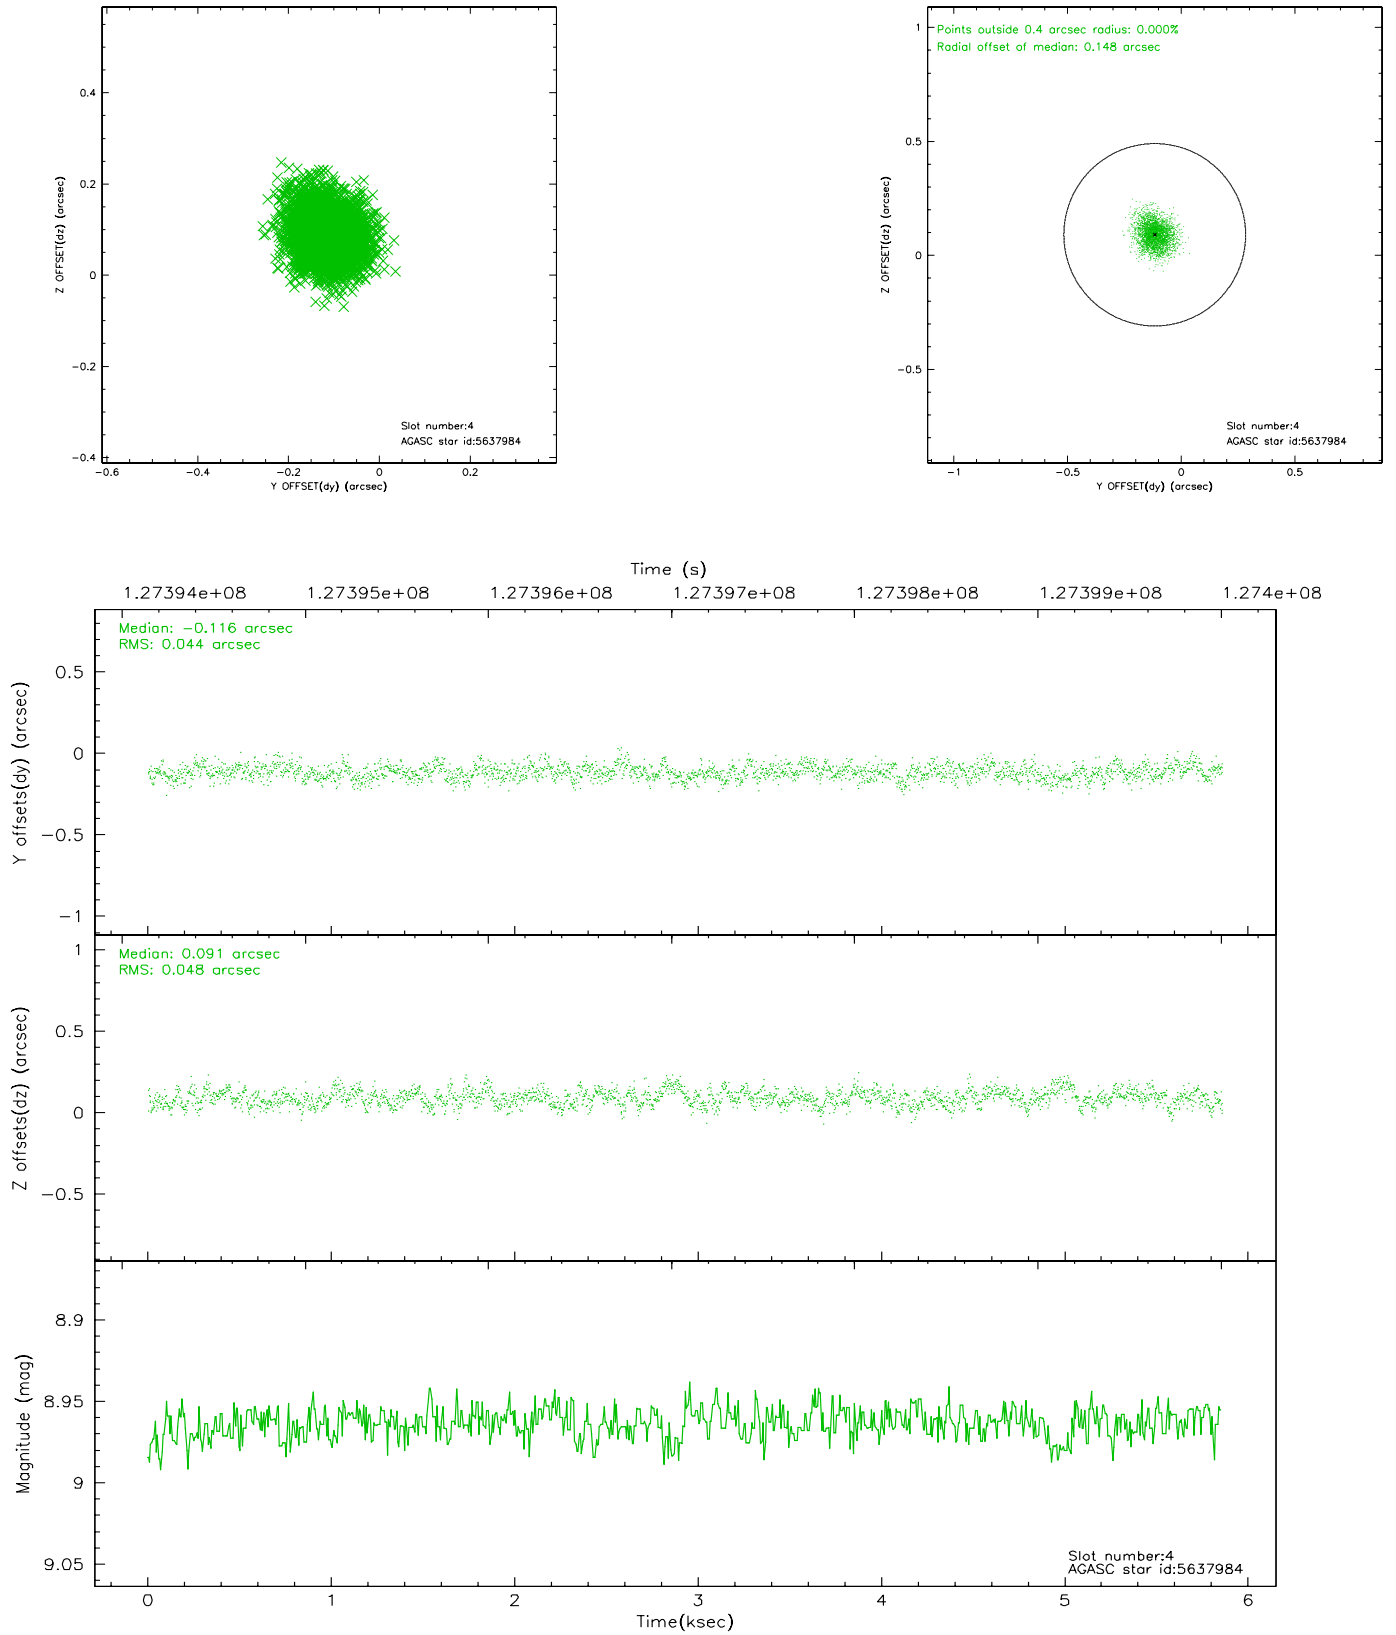 Points outside 0.4 arcsec radius: 0.000%
Radial offset of median: 0.148 arcsec
0.4
0.2
0
−0.2
−0.4
Z OFFSET(dz) (arcsec)
Slot number:4
AGASC star id:5637984
−0.6
−0.4
−0.2
0
0.2
Y OFFSET(dy) (arcsec)
1
0.5
0
−0.5
Z OFFSET(dz) (arcsec)
Slot number:4
AGASC star id:5637984
−1
−0.5
0
0.5
Y OFFSET(dy) (arcsec)
Time (s)
1.27394e+08
1.27395e+08
1.27396e+08
1.27397e+08
1.27398e+08
1.27399e+08
1.274e+08
Median: −0.116 arcsec
RMS: 0.044 arcsec
0.5
0
−0.5
−1
Y offsets(dy) (arcsec)
Median: 0.091 arcsec
RMS: 0.048 arcsec
1
0.5
0
−0.5
Z offsets(dz) (arcsec)
8.9
8.95
9
9.05
Magnitude (mag)
Slot number:4
AGASC star id:5637984
0
1
2
3
4
5
6
Time(ksec)